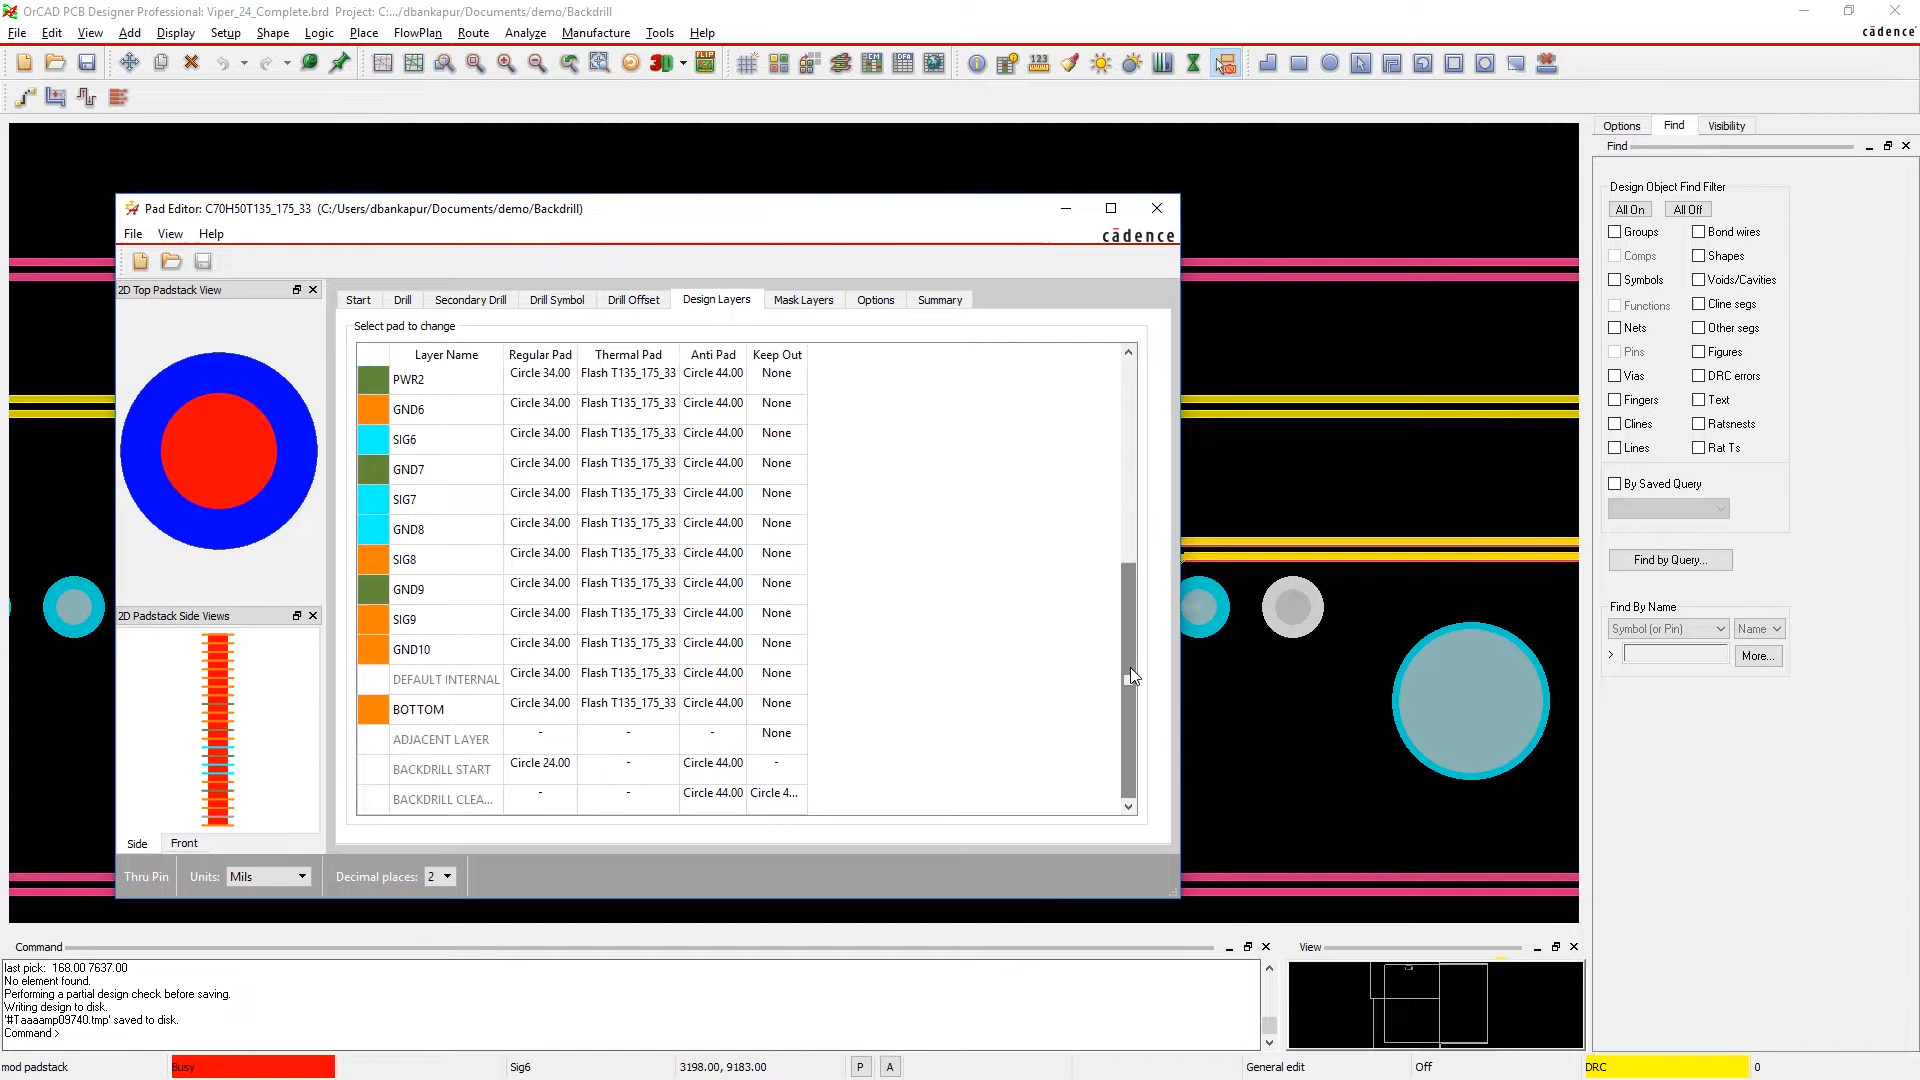 OrCAD PCB Designer Professional: Viper_24_Complete.brd Project: C:.../dbankapur/Documents/demo/Backdrill
File Edit View Add Display Setup Shape Logic Place FlowPlan Route Analyze Manufacture Tools Help
cādence
3D FLIP 123
Options Find Visibility
Find
Design Object Find Filter
All On All Off
Groups Bond wires
Comps Shapes
Symbols Voids/Cavities
Functions Cline segs
Nets Other segs
Pins Figures
Vias DRC errors
Fingers Text
Clines Ratsnests
Lines Rat Ts
By Saved Query
Find by Query...
Find By Name
Symbol (or Pin) Name
> More...
Pad Editor: C70H50T135_175_33 (C:/Users/dbankapur/Documents/demo/Backdrill)
File View Help
cādence
2D Top Padstack View
2D Padstack Side Views
Side Front
Start Drill Secondary Drill Drill Symbol Drill Offset Design Layers Mask Layers Options Summary
Select pad to change
Layer Name Regular Pad Thermal Pad Anti Pad Keep Out
PWR2 Circle 34.00 Flash T135_175_33 Circle 44.00 None
GND6 Circle 34.00 Flash T135_175_33 Circle 44.00 None
SIG6 Circle 34.00 Flash T135_175_33 Circle 44.00 None
GND7 Circle 34.00 Flash T135_175_33 Circle 44.00 None
SIG7 Circle 34.00 Flash T135_175_33 Circle 44.00 None
GND8 Circle 34.00 Flash T135_175_33 Circle 44.00 None
SIG8 Circle 34.00 Flash T135_175_33 Circle 44.00 None
GND9 Circle 34.00 Flash T135_175_33 Circle 44.00 None
SIG9 Circle 34.00 Flash T135_175_33 Circle 44.00 None
GND10 Circle 34.00 Flash T135_175_33 Circle 44.00 None
DEFAULT INTERNAL Circle 34.00 Flash T135_175_33 Circle 44.00 None
BOTTOM Circle 34.00 Flash T135_175_33 Circle 44.00 None
ADJACENT LAYER - - - None
BACKDRILL START Circle 24.00 - Circle 44.00 -
BACKDRILL CLEA... - - Circle 44.00 Circle 4...
Thru Pin Units: Mils Decimal places: 2
Command
last pick: 168.00 7637.00
No element found.
Performing a partial design check before saving.
Writing design to disk.
'#Taaaamp09740.tmp' saved to disk.
Command >
View
mod padstack Busy Sig6 3198.00, 9183.00 P A General edit Off DRC 0